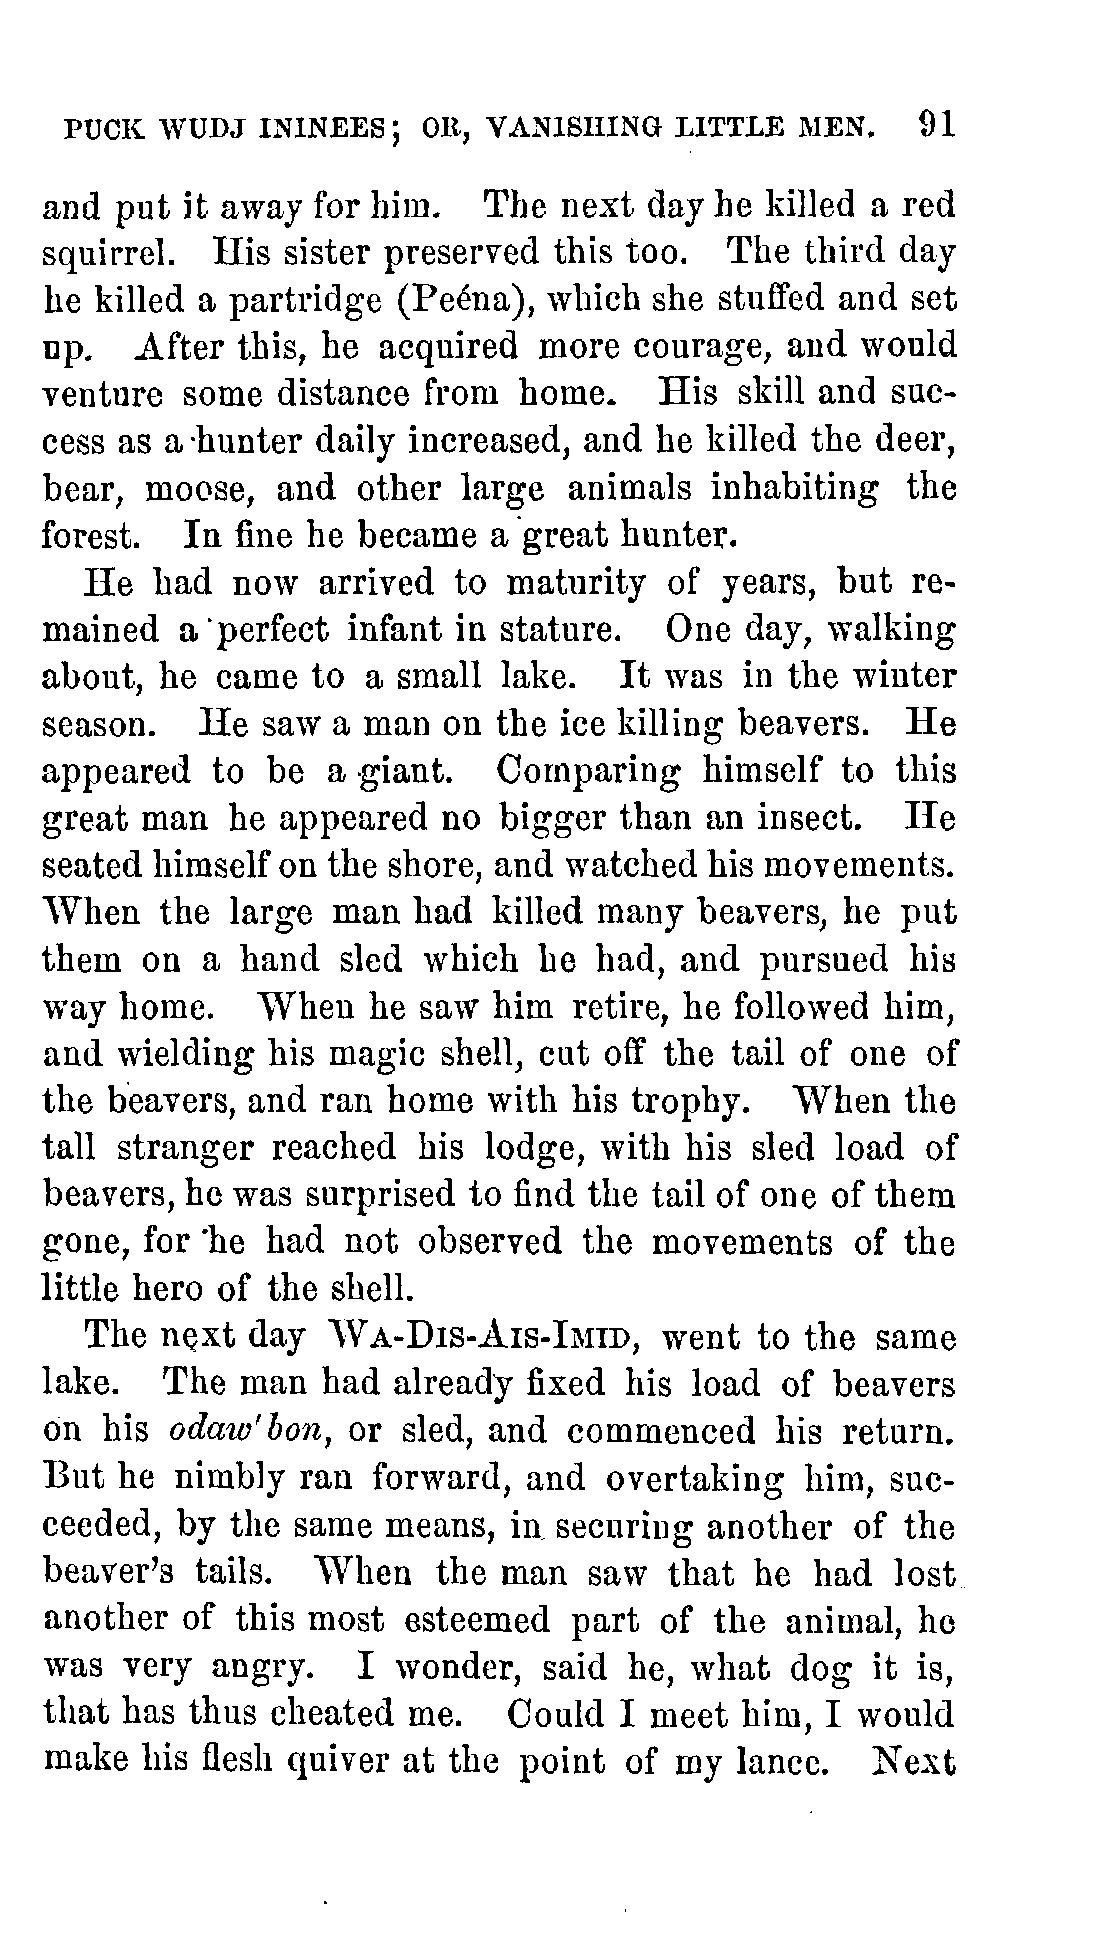 PUCK WUDJ ININEES; OR, VANISHING LITTLE MEN. 91
and put it away for him. The next day he killed a red
squirrel. His sister preserved this too. The third day
he killed a partridge (Peéna), which she stuffed and set
up. After this, he acquired more courage, and would
venture some distance from home. His skill and suc-
cess as a hunter daily increased, and he killed the deer,
bear, moose, and other large animals inhabiting the
forest. In fine he became a great hunter.
He had now arrived to maturity of years, but re-
mained a perfect infant in stature. One day, walking
about, he came to a small lake. It was in the winter
season. He saw a man on the ice killing beavers. He
appeared to be a giant. Comparing himself to this
great man he appeared no bigger than an insect. He
seated himself on the shore, and watched his movements.
When the large man had killed many beavers, he put
them on a hand sled which he had, and pursued his
way home. When he saw him retire, he followed him,
and wielding his magic shell, cut off the tail of one of
the beavers, and ran home with his trophy. When the
tall stranger reached his lodge, with his sled load of
beavers, he was surprised to find the tail of one of them
gone, for he had not observed the movements of the
little hero of the shell.
The next day WA-DIS-AIS-IMID, went to the same
lake. The man had already fixed his load of beavers
on his odaw'bon, or sled, and commenced his return.
But he nimbly ran forward, and overtaking him, suc-
ceeded, by the same means, in securing another of the
beaver's tails. When the man saw that he had lost
another of this most esteemed part of the animal, he
was very angry. I wonder, said he, what dog it is,
that has thus cheated me. Could I meet him, I would
make his flesh quiver at the point of my lance. Next